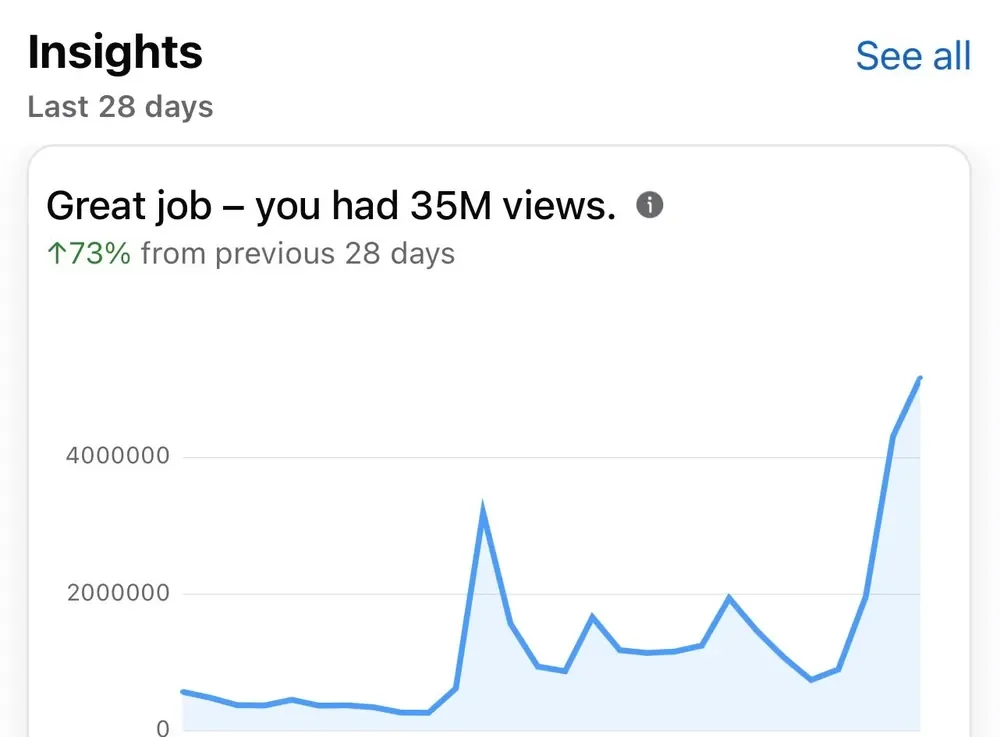 Insights
See all
Last 28 days
Great job – you had 35M views.
↑73% from previous 28 days
4000000
2000000
0